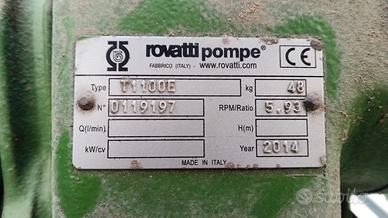 rovatti pompe®
FABBRICO (ITALY) - www.rovatti.com
CE
Type T1100E kg 48
N° 0119197 RPM/Ratio 5.93
Q(l/min) H(m)
kW/cv Year 2014
MADE IN ITALY
subito